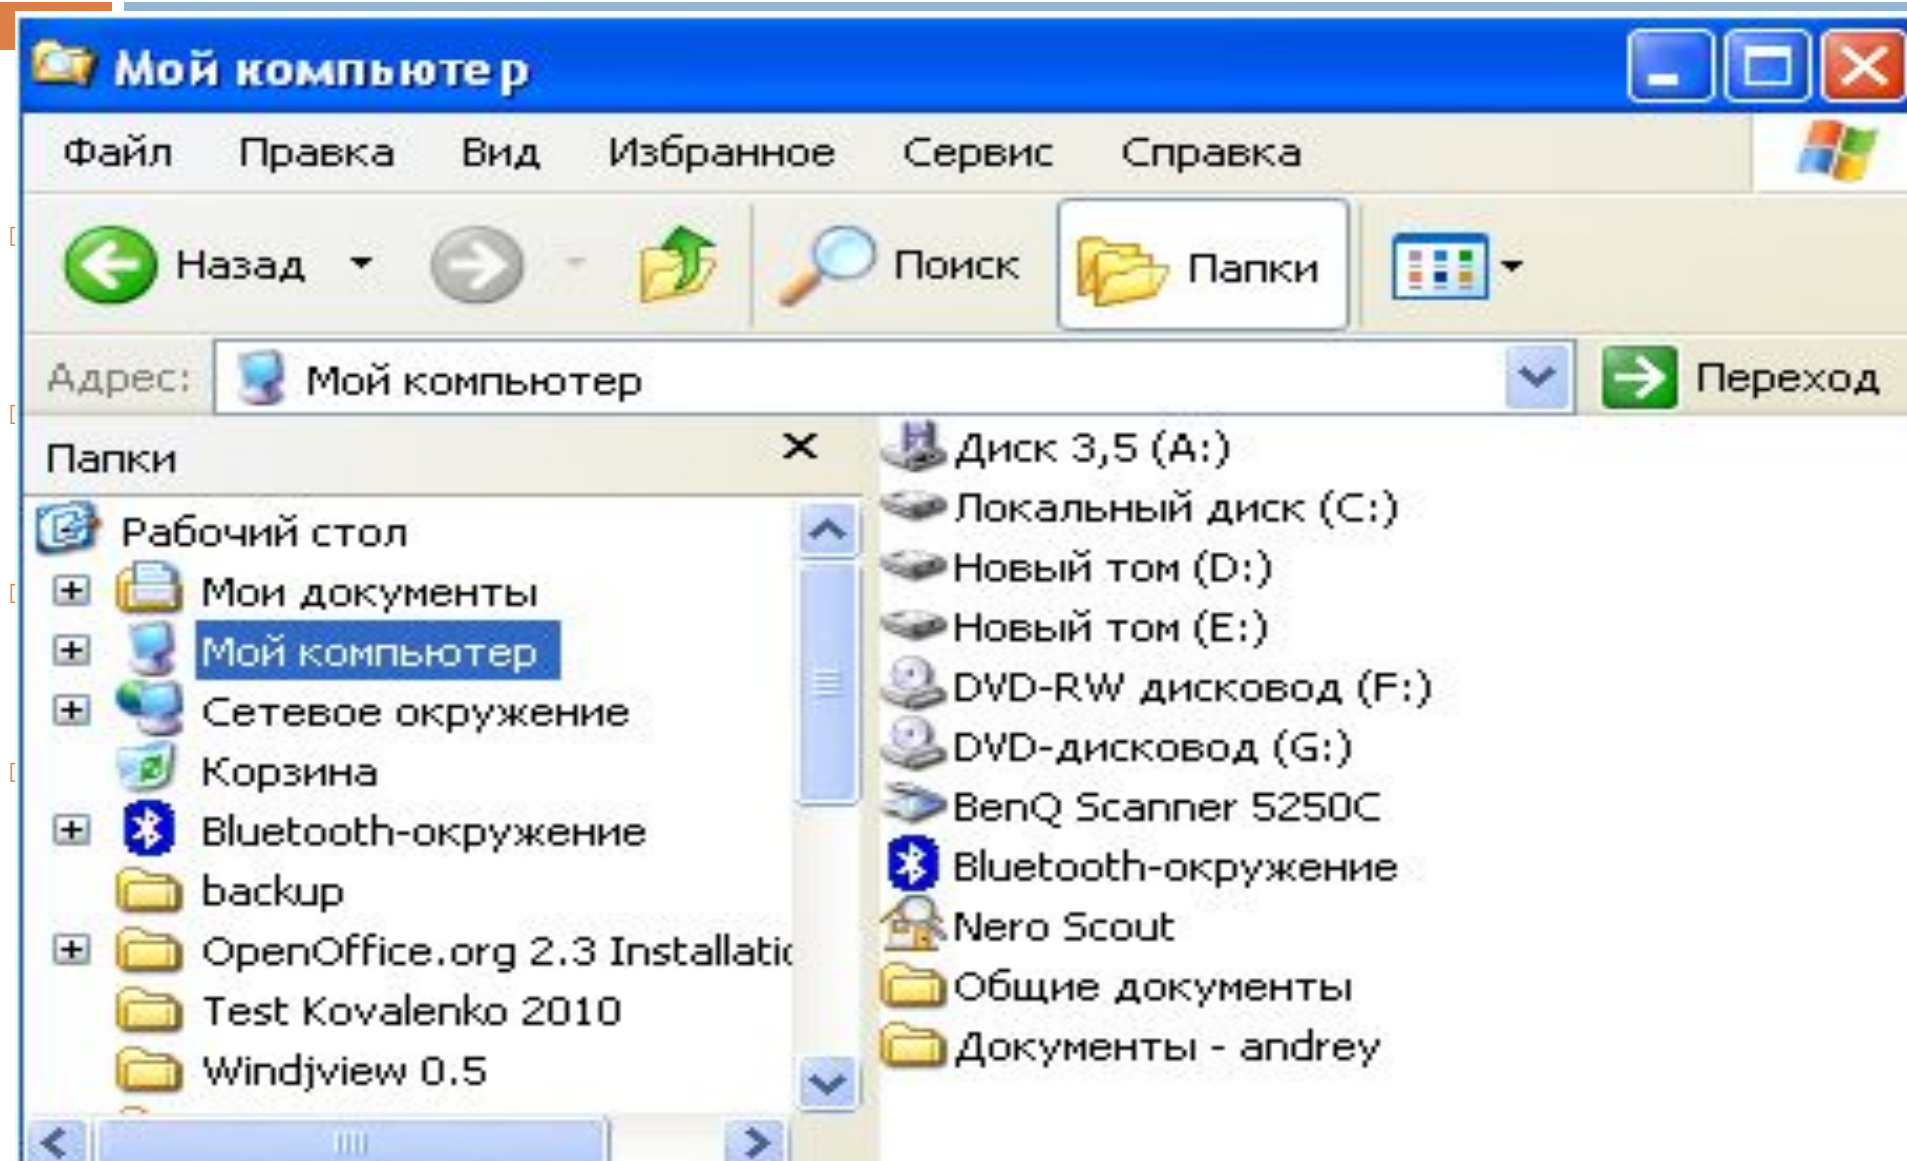 Мой компьютер
Файл Правка Вид Избранное Сервис Справка
Назад Поиск Папки
Адрес: Мой компьютер Переход
Папки
Рабочий стол
Мои документы
Мой компьютер
Сетевое окружение
Корзина
Bluetooth-окружение
backup
OpenOffice.org 2.3 Installatic
Test Kovalenko 2010
Windjview 0.5
Диск 3,5 (A:)
Локальный диск (C:)
Новый том (D:)
Новый том (E:)
DVD-RW дисковод (F:)
DVD-дисковод (G:)
BenQ Scanner 5250C
Bluetooth-окружение
Nero Scout
Общие документы
Документы - andrey